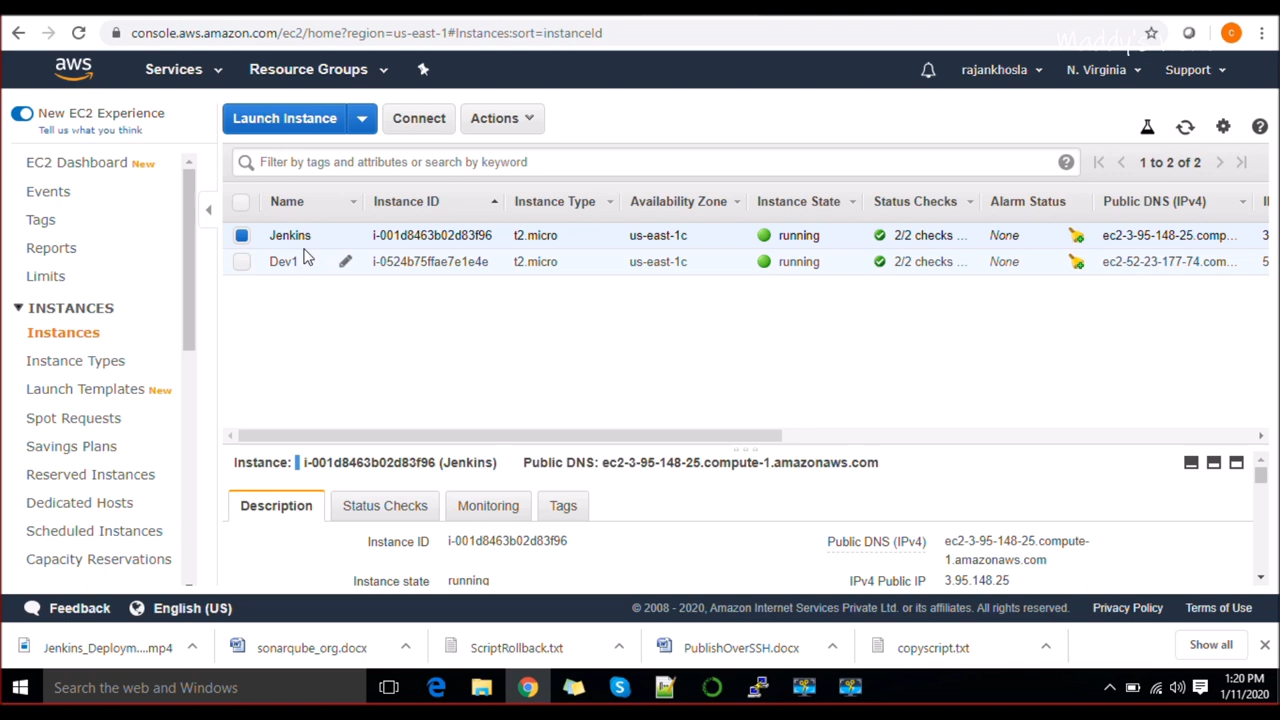 console.aws.amazon.com/ec2/home?region=us-east-1#Instances:sort=instanceId
C
Maddy's
aws Services Resource Groups rajankhosla N. Virginia Support
New EC2 Experience
Tell us what you think
Launch Instance Connect Actions
EC2 Dashboard New
Events
Tags
Reports
Limits
INSTANCES
Instances
Instance Types
Launch Templates New
Spot Requests
Savings Plans
Reserved Instances
Dedicated Hosts
Scheduled Instances
Capacity Reservations
Filter by tags and attributes or search by keyword 1 to 2 of 2
Name Instance ID Instance Type Availability Zone Instance State Status Checks Alarm Status Public DNS (IPv4)
Jenkins i-001d8463b02d83f96 t2.micro us-east-1c running 2/2 checks ... None ec2-3-95-148-25.comp... 3
Dev1 i-0524b75ffae7e1e4e t2.micro us-east-1c running 2/2 checks ... None ec2-52-23-177-74.com... 5
Instance: i-001d8463b02d83f96 (Jenkins) Public DNS: ec2-3-95-148-25.compute-1.amazonaws.com
Description Status Checks Monitoring Tags
Instance ID i-001d8463b02d83f96 Public DNS (IPv4) ec2-3-95-148-25.compute-
1.amazonaws.com
Instance state running IPv4 Public IP 3.95.148.25
Feedback English (US) © 2008 - 2020, Amazon Internet Services Private Ltd. or its affiliates. All rights reserved. Privacy Policy Terms of Use
Jenkins_Deploym....mp4 sonarqube_org.docx ScriptRollback.txt PublishOverSSH.docx copyscript.txt Show all
Search the web and Windows
1:20 PM
1/11/2020